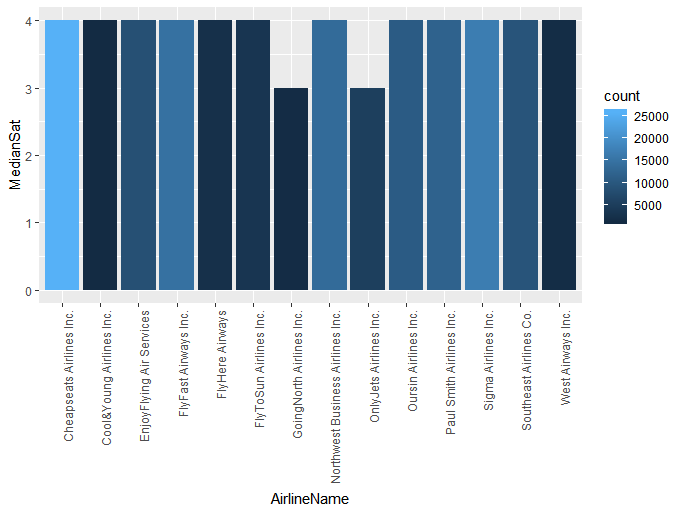 4
3
2
1
0
MedianSat
Cheapseats Airlines Inc.
Cool&Young Airlines Inc.
EnjoyFlying Air Services
FlyFast Airways Inc.
FlyHere Airways
FlyToSun Airlines Inc.
GoingNorth Airlines Inc.
Northwest Business Airlines Inc.
OnlyJets Airlines Inc.
Oursin Airlines Inc.
Paul Smith Airlines Inc.
Sigma Airlines Inc.
Southeast Airlines Co.
West Airways Inc.
AirlineName
count
25000
20000
15000
10000
5000